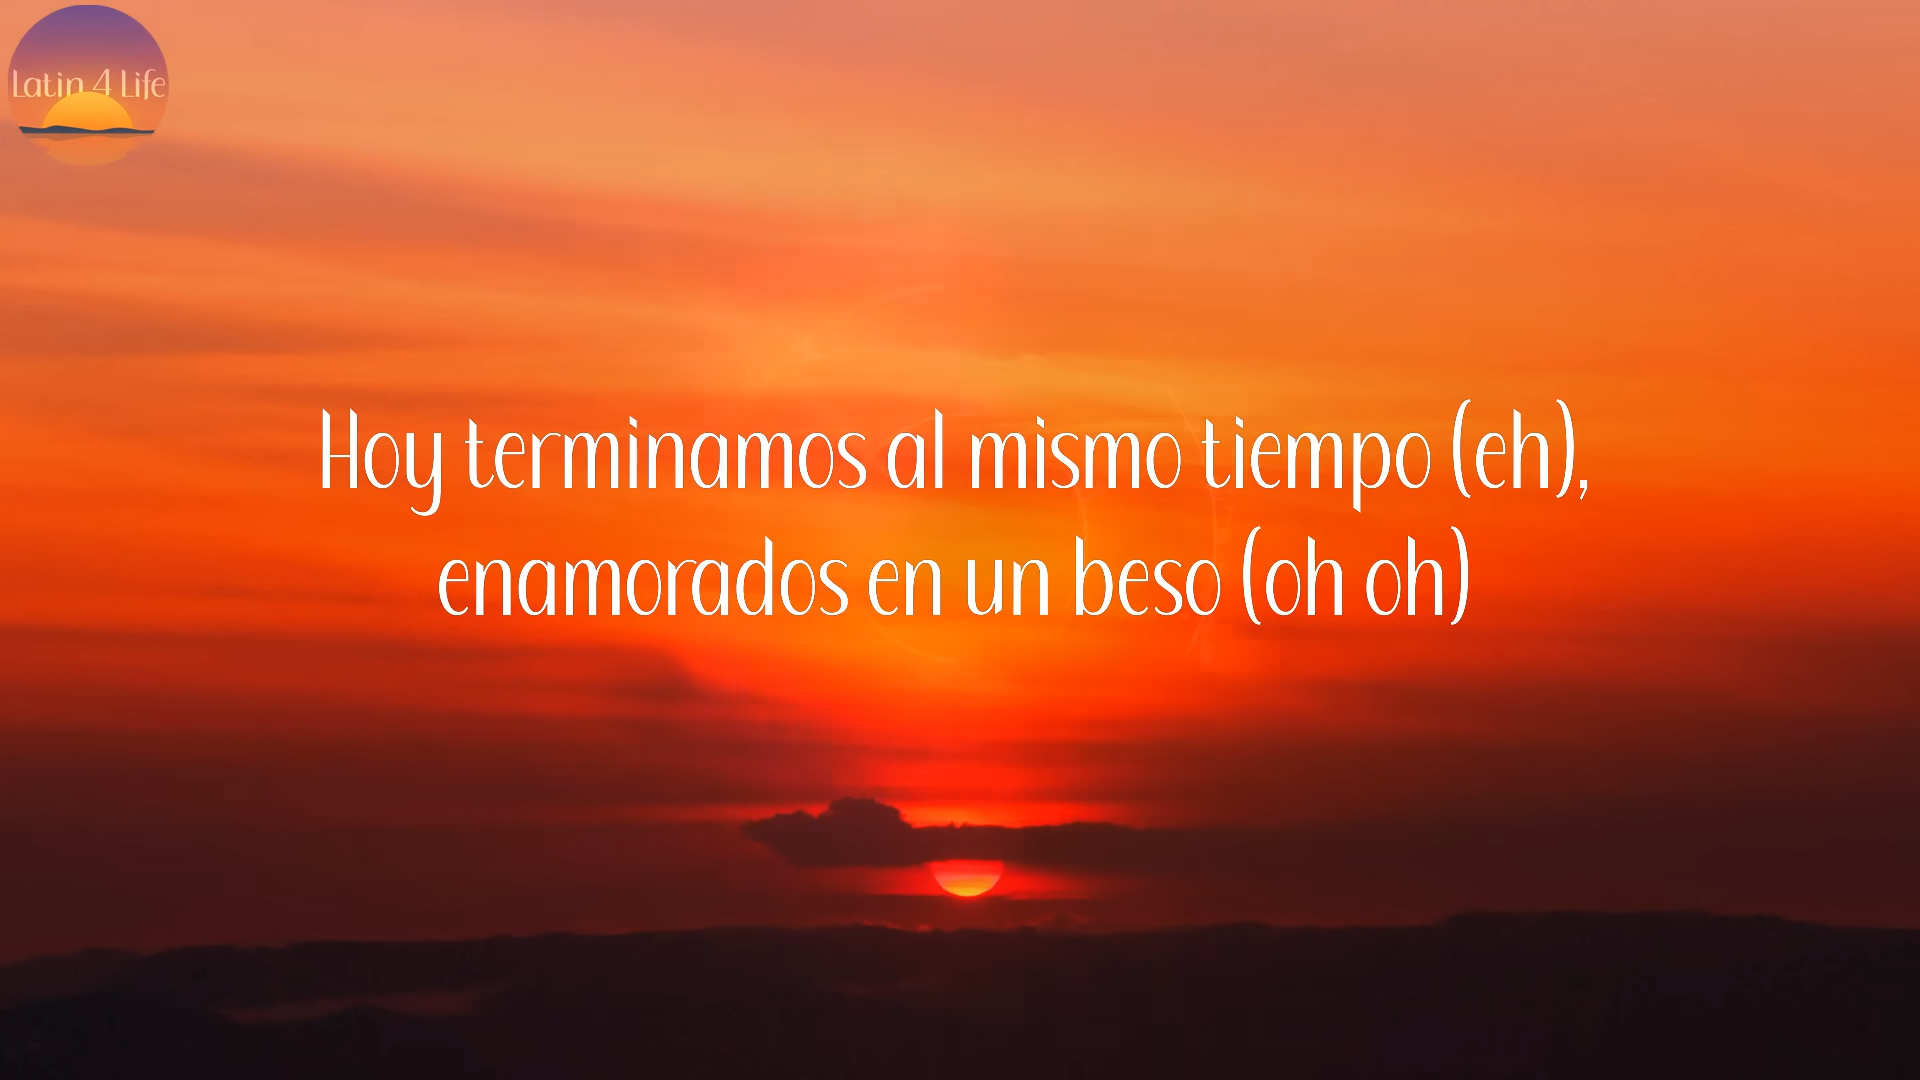 Latin 4 Life
Hoy terminamos al mismo tiempo (eh),
enamorados en un beso (oh oh)